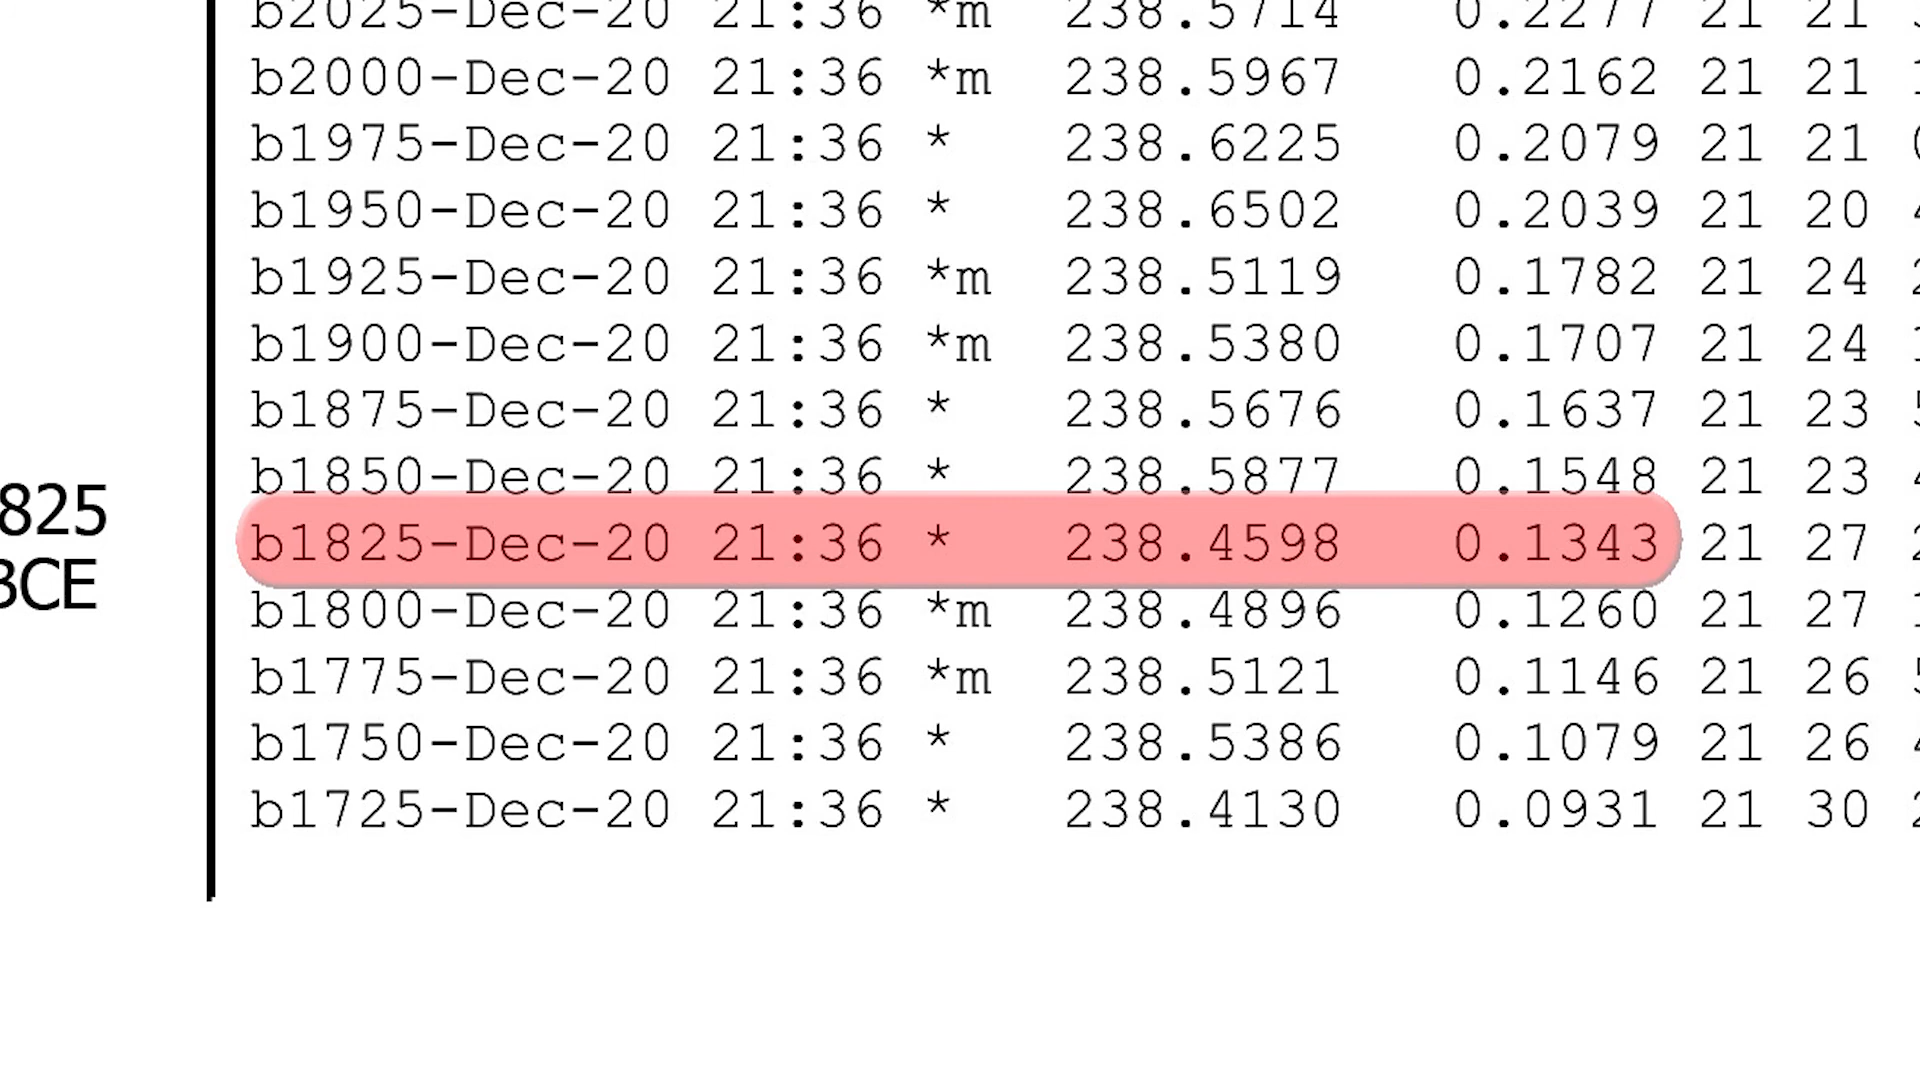 b2025-Dec-20 21:36 *m 238.5714 0.2277 21 21
b2000-Dec-20 21:36 *m 238.5967 0.2162 21 21
b1975-Dec-20 21:36 * 238.6225 0.2079 21 21
b1950-Dec-20 21:36 * 238.6502 0.2039 21 20
b1925-Dec-20 21:36 *m 238.5119 0.1782 21 24
b1900-Dec-20 21:36 *m 238.5380 0.1707 21 24
b1875-Dec-20 21:36 * 238.5676 0.1637 21 23
b1850-Dec-20 21:36 * 238.5877 0.1548 21 23
825
BCE
b1825-Dec-20 21:36 * 238.4598 0.1343 21 27
b1800-Dec-20 21:36 *m 238.4896 0.1260 21 27
b1775-Dec-20 21:36 *m 238.5121 0.1146 21 26
b1750-Dec-20 21:36 * 238.5386 0.1079 21 26
b1725-Dec-20 21:36 * 238.4130 0.0931 21 30